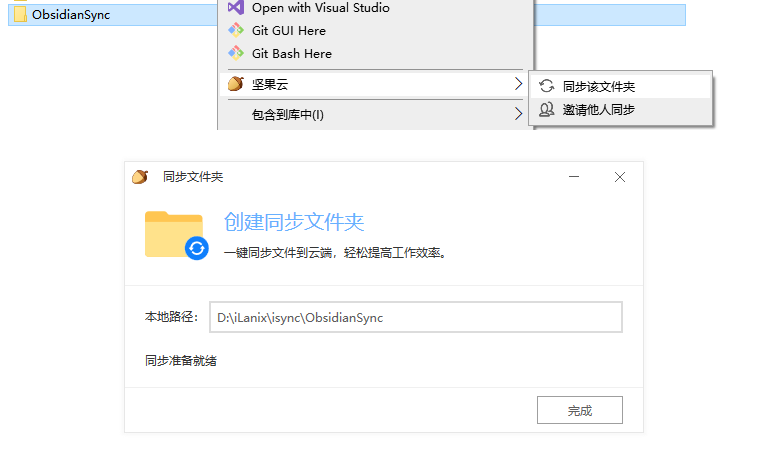 ObsidianSync
Open with Visual Studio
Git GUI Here
Git Bash Here
坚果云
同步该文件夹
邀请他人同步
包含到库中(I)
同步文件夹
创建同步文件夹
一键同步文件到云端，轻松提高工作效率。
本地路径：
D:\iLanix\isync\ObsidianSync
同步准备就绪
完成